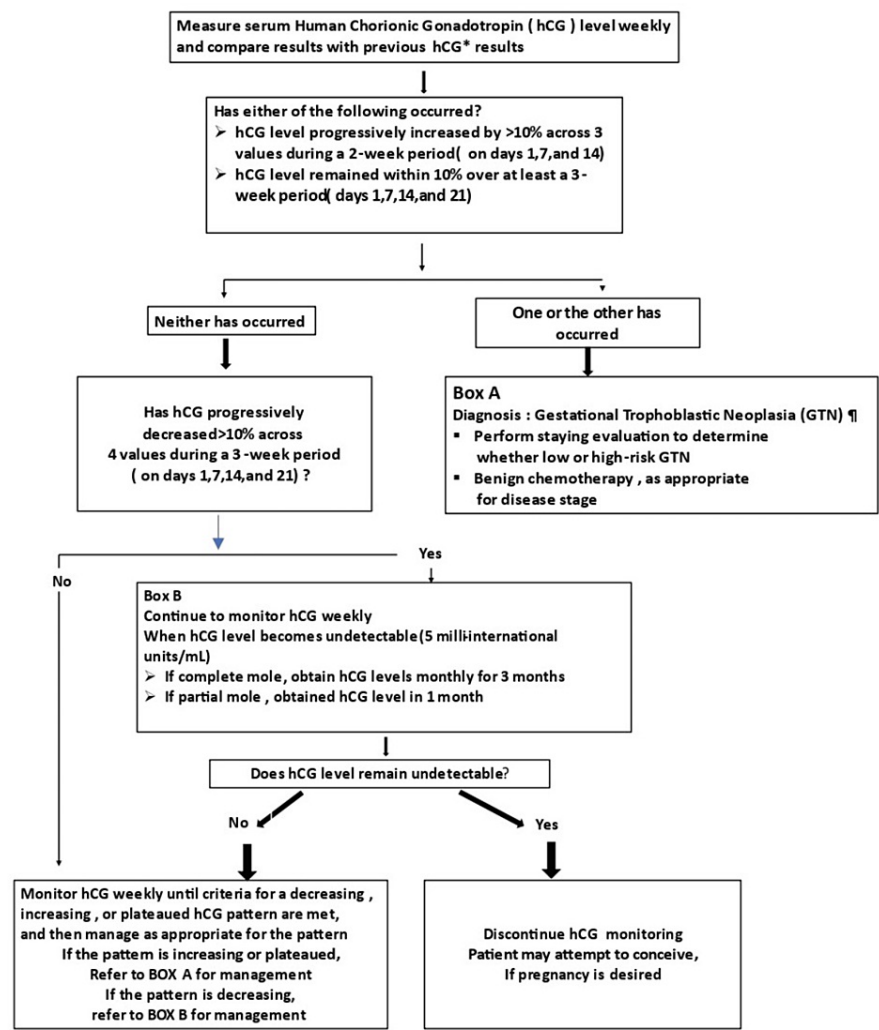 Measure serum Human Chorionic Gonadotropin ( hCG ) level weekly
and compare results with previous hCG* results
Has either of the following occurred?
➢ hCG level progressively increased by >10% across 3
values during a 2-week period( on days 1,7,and 14)
➢ hCG level remained within 10% over at least a 3-
week period( days 1,7,14,and 21)
Neither has occurred
One or the other has
occurred
Has hCG progressively
decreased>10% across
4 values during a 3-week period
( on days 1,7,14,and 21) ?
Box A
Diagnosis : Gestational Trophoblastic Neoplasia (GTN) ¶
▪ Perform staying evaluation to determine
whether low or high-risk GTN
▪ Benign chemotherapy , as appropriate
for disease stage
Yes
No
Box B
Continue to monitor hCG weekly
When hCG level becomes undetectable(5 milli-international
units/mL)
➢ If complete mole, obtain hCG levels monthly for 3 months
➢ If partial mole , obtained hCG level in 1 month
Does hCG level remain undetectable?
No
Yes
Monitor hCG weekly until criteria for a decreasing ,
increasing , or plateaued hCG pattern are met,
and then manage as appropriate for the pattern
If the pattern is increasing or plateaued,
Refer to BOX A for management
If the pattern is decreasing,
refer to BOX B for management
Discontinue hCG monitoring
Patient may attempt to conceive,
If pregnancy is desired